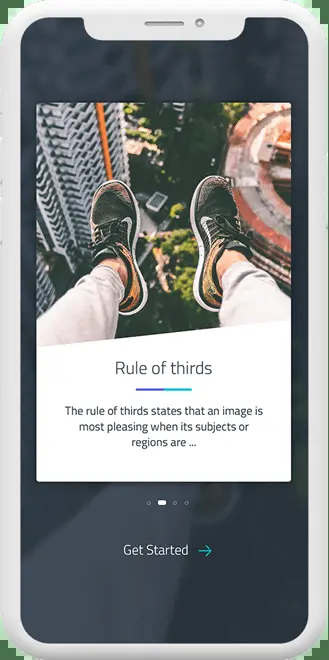 Rule of thirds
The rule of thirds states that an image is
most pleasing when its subjects or
regions are ...
Get Started